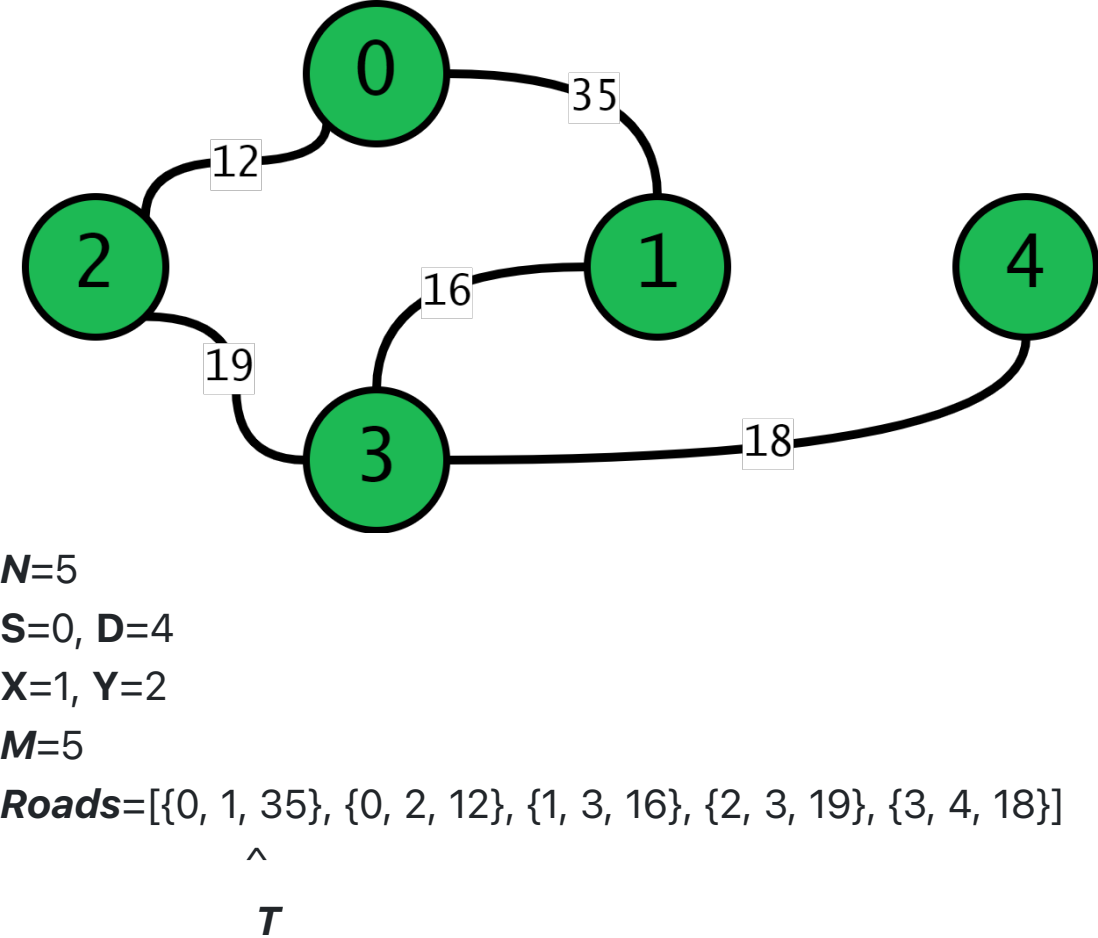 0
35
12
2
1
4
16
19
18
3
N=5
S=0, D=4
X=1, Y=2
M=5
Roads=[{0, 1, 35}, {0, 2, 12}, {1, 3, 16}, {2, 3, 19}, {3, 4, 18}]
^
T